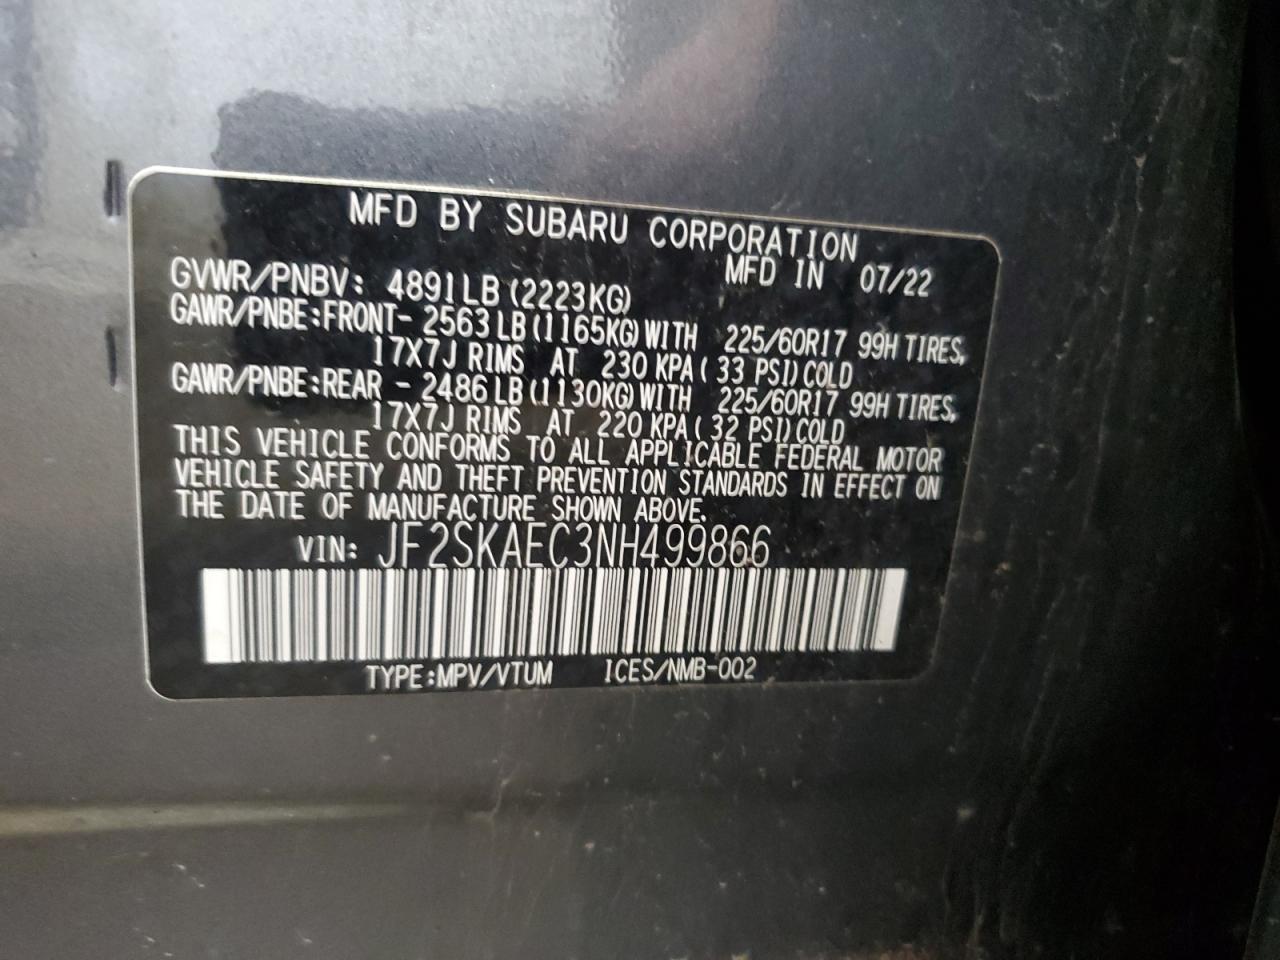 MFD BY SUBARU CORPORATION
MFD IN 07/22
GVWR/PNBV: 4891LB (2223KG)
GAWR/PNBE:FRONT- 2563LB(1165KG)WITH 225/60R17 99H TIRES,
17X7J RIMS AT 230 KPA( 33 PSI)COLD
GAWR/PNBE:REAR - 2486LB(1130KG)WITH 225/60R17 99H TIRES,
17X7J RIMS AT 220 KPA( 32 PSI)COLD
THIS VEHICLE CONFORMS TO ALL APPLICABLE FEDERAL MOTOR
VEHICLE SAFETY AND THEFT PREVENTION STANDARDS IN EFFECT ON
THE DATE OF MANUFACTURE SHOWN ABOVE.
VIN: JF2SKAEC3NH499866
TYPE:MPV/VTUM ICES/NMB-002